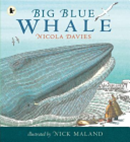 BIG BLUE
WHALE
NICOLA DAVIES
illustrated by NICK MALAND